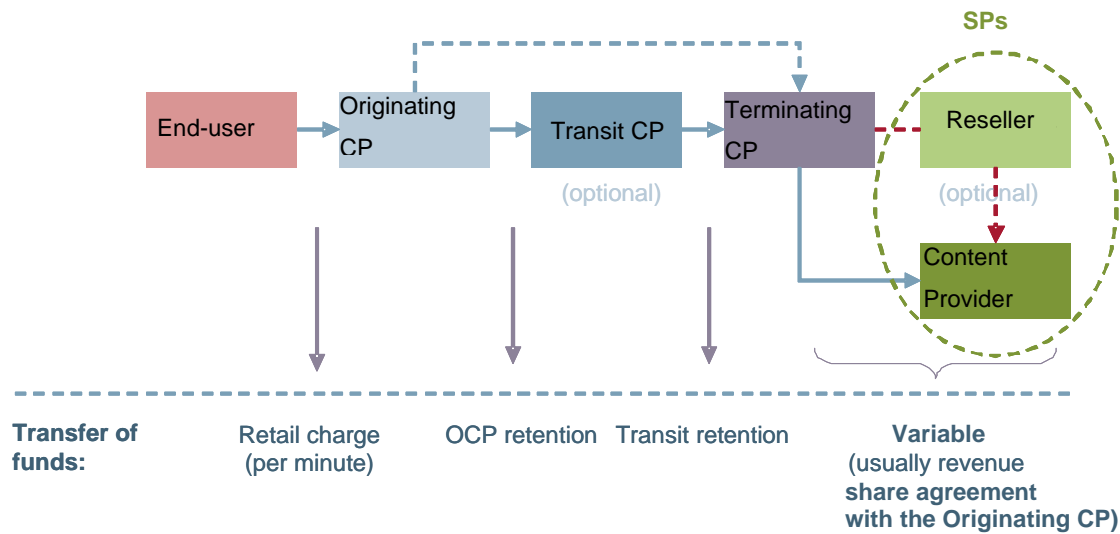 SPs
End-user
Originating
CP
Transit CP
Terminating
CP
Reseller
(optional)
(optional)
Content
Provider
Transfer of
funds:
Retail charge
(per minute)
OCP retention
Transit retention
Variable
(usually revenue
share agreement
with the Originating CP)